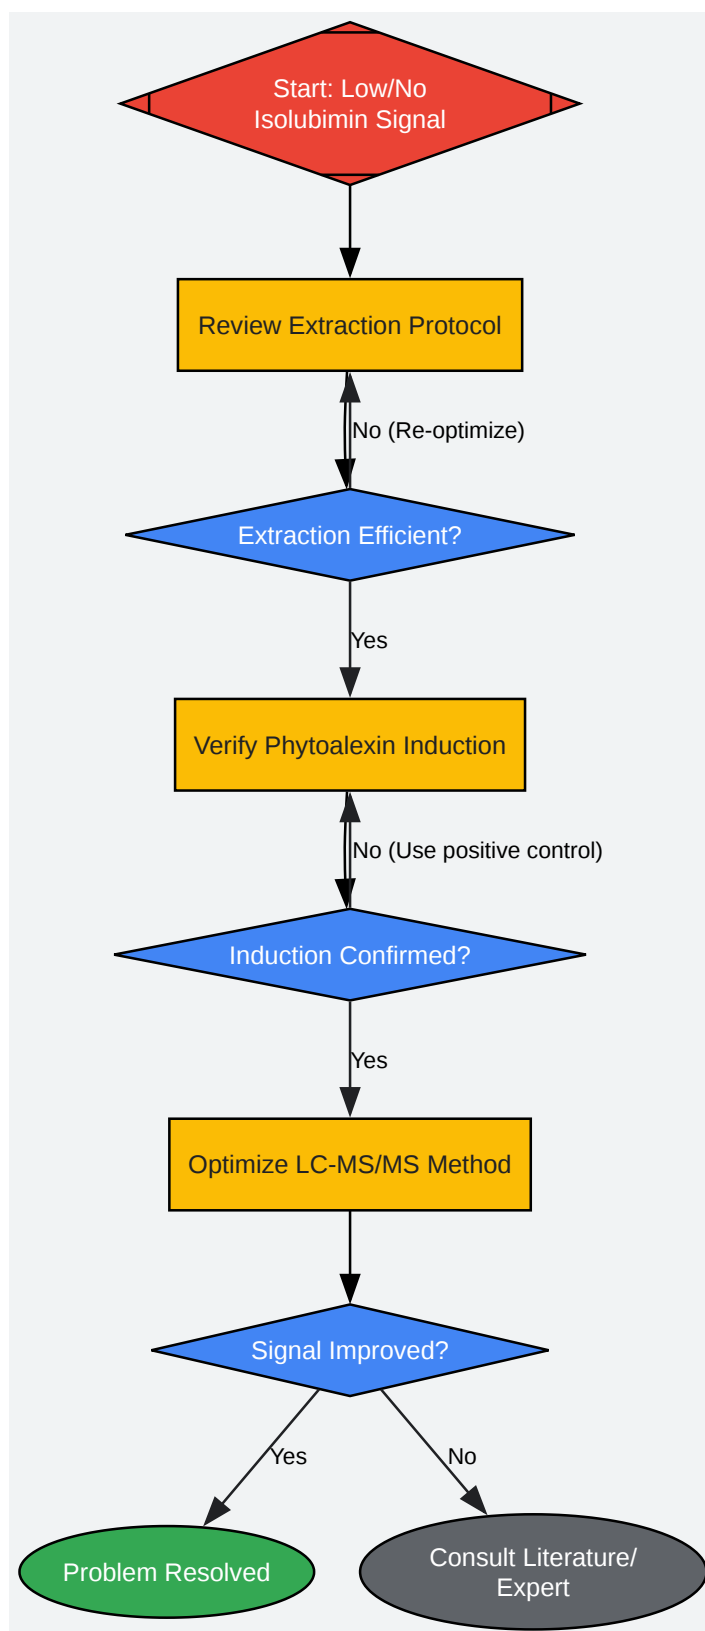 Start: Low/No
Isolubimin Signal
Review Extraction Protocol
No (Re-optimize)
Extraction Efficient?
Yes
Verify Phytoalexin Induction
No (Use positive control)
Induction Confirmed?
Yes
Optimize LC-MS/MS Method
Signal Improved?
Yes
No
Problem Resolved
Consult Literature/
Expert